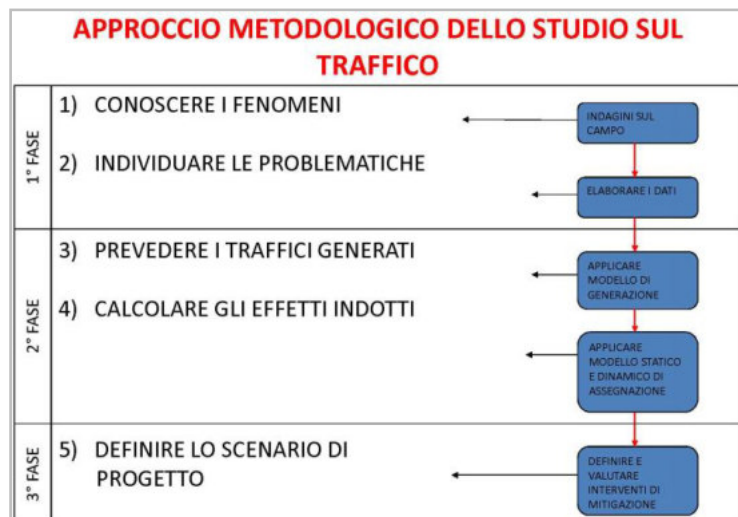 APPROCCIO METODOLOGICO DELLO STUDIO SUL
TRAFFICO
1° FASE
1) CONOSCERE I FENOMENI
INDAGINI SUL
CAMPO
2) INDIVIDUARE LE PROBLEMATICHE
ELABORARE I DATI
2° FASE
3) PREVEDERE I TRAFFICI GENERATI
APPLICARE
MODELLO DI
GENERAZIONE
4) CALCOLARE GLI EFFETTI INDOTTI
APPLICARE
MODELLO STATICO
E DINAMICO DI
ASSEGNAZIONE
3° FASE
5) DEFINIRE LO SCENARIO DI
PROGETTO
DEFINIRE E
VALUTARE
INTERVENTI DI
MITIGAZIONE